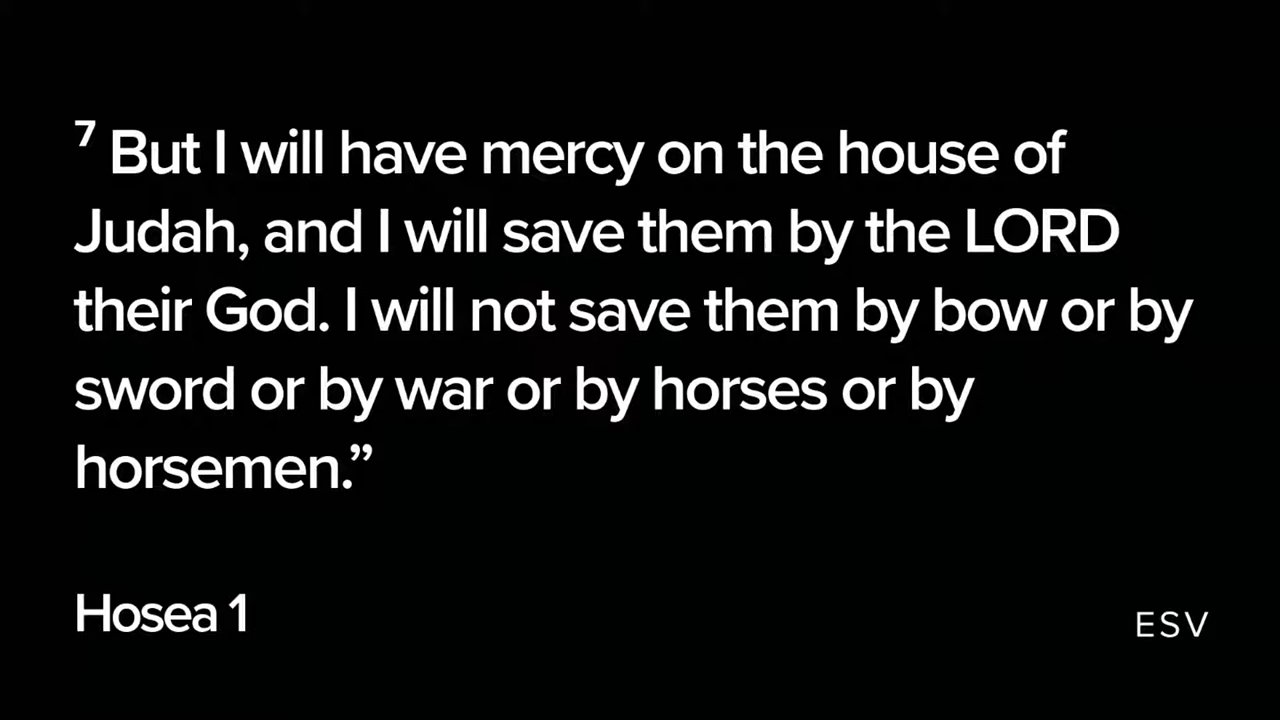 ⁷ But I will have mercy on the house of
Judah, and I will save them by the LORD
their God. I will not save them by bow or by
sword or by war or by horses or by
horsemen.”
Hosea 1
ESV